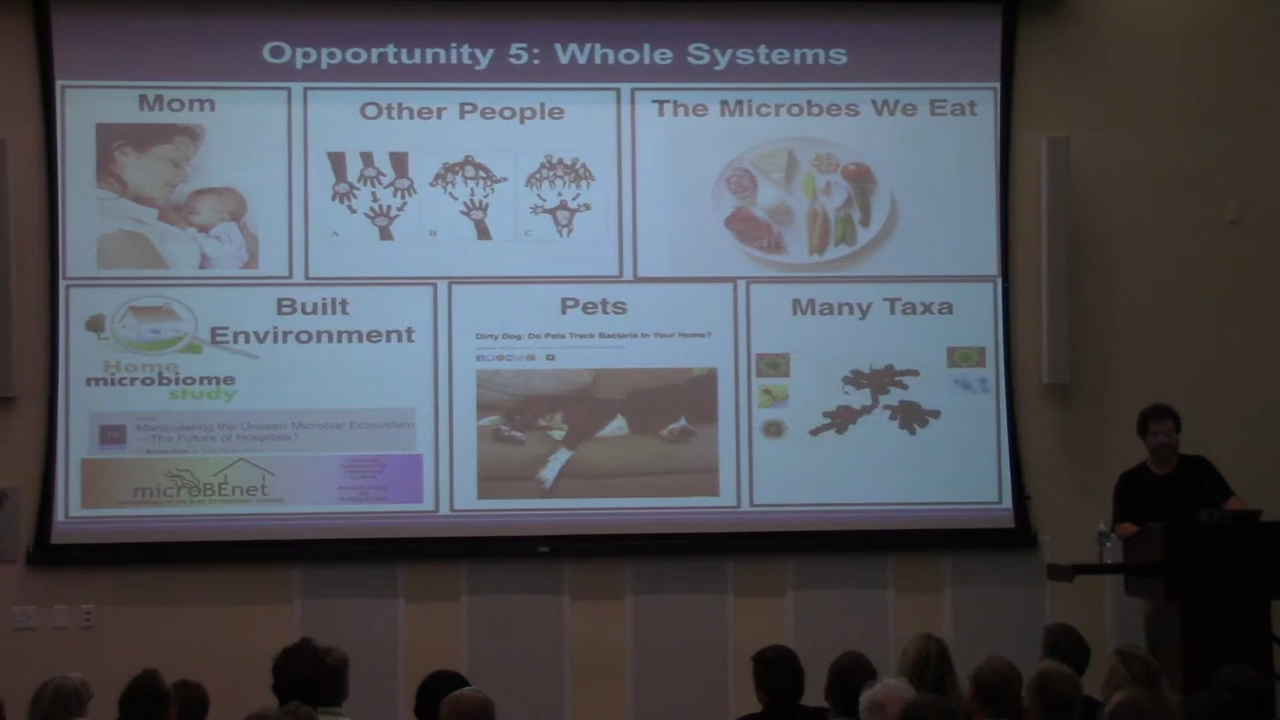 Opportunity 5: Whole Systems
Mom
Other People
A B C
The Microbes We Eat
Built
Environment
Home
microbiome
study
Manipulating the Unseen Microbial Ecosystem
—The Future of Hospitals?
microBEnet
Pets
Dirty Dog: Do Pets Track Bacteria In Your Home?
Many Taxa